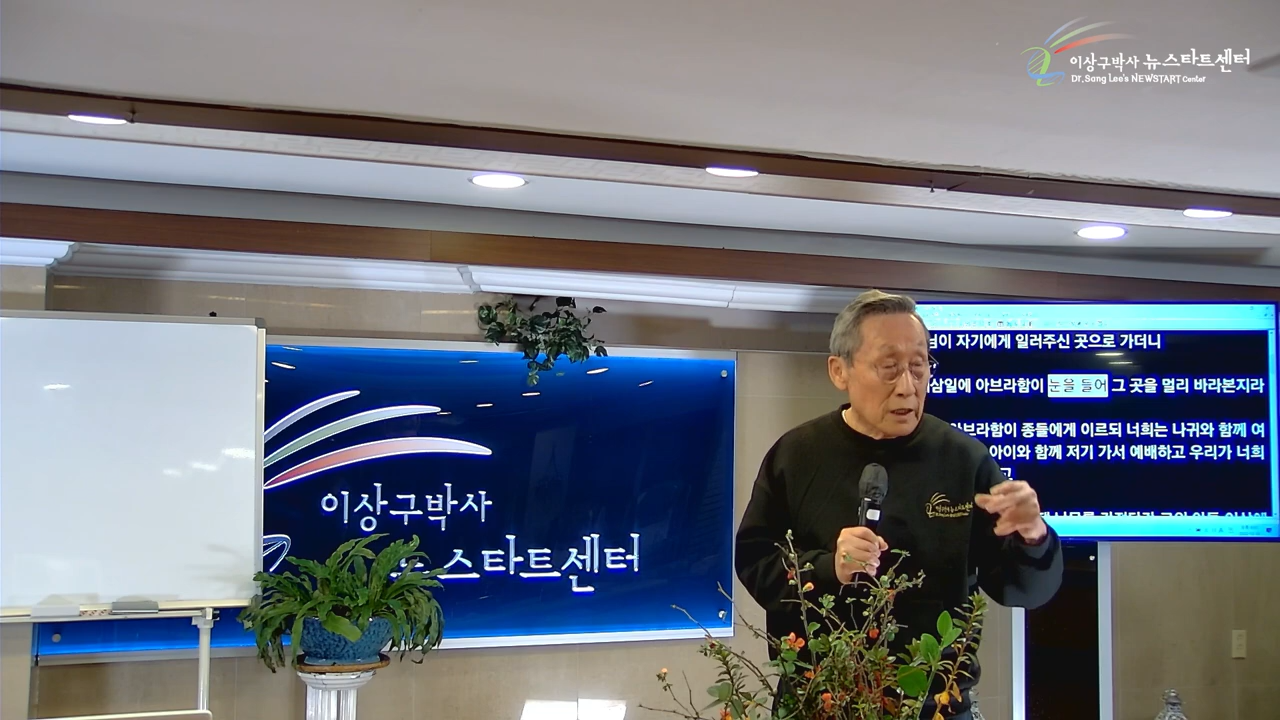 이상구박사 뉴스타트센터
Dr. Sang Lee's NEWSTART Center
이상구박사
뉴스타트센터
이 자기에게 일러주신 곳으로 가더니
삼일에 아브라함이 눈을 들어 그 곳을 멀리 바라본지라
아브라함이 종들에게 이르되 너희는 나귀와 함께 여
아이와 함께 저기 가서 예배하고 우리가 너희